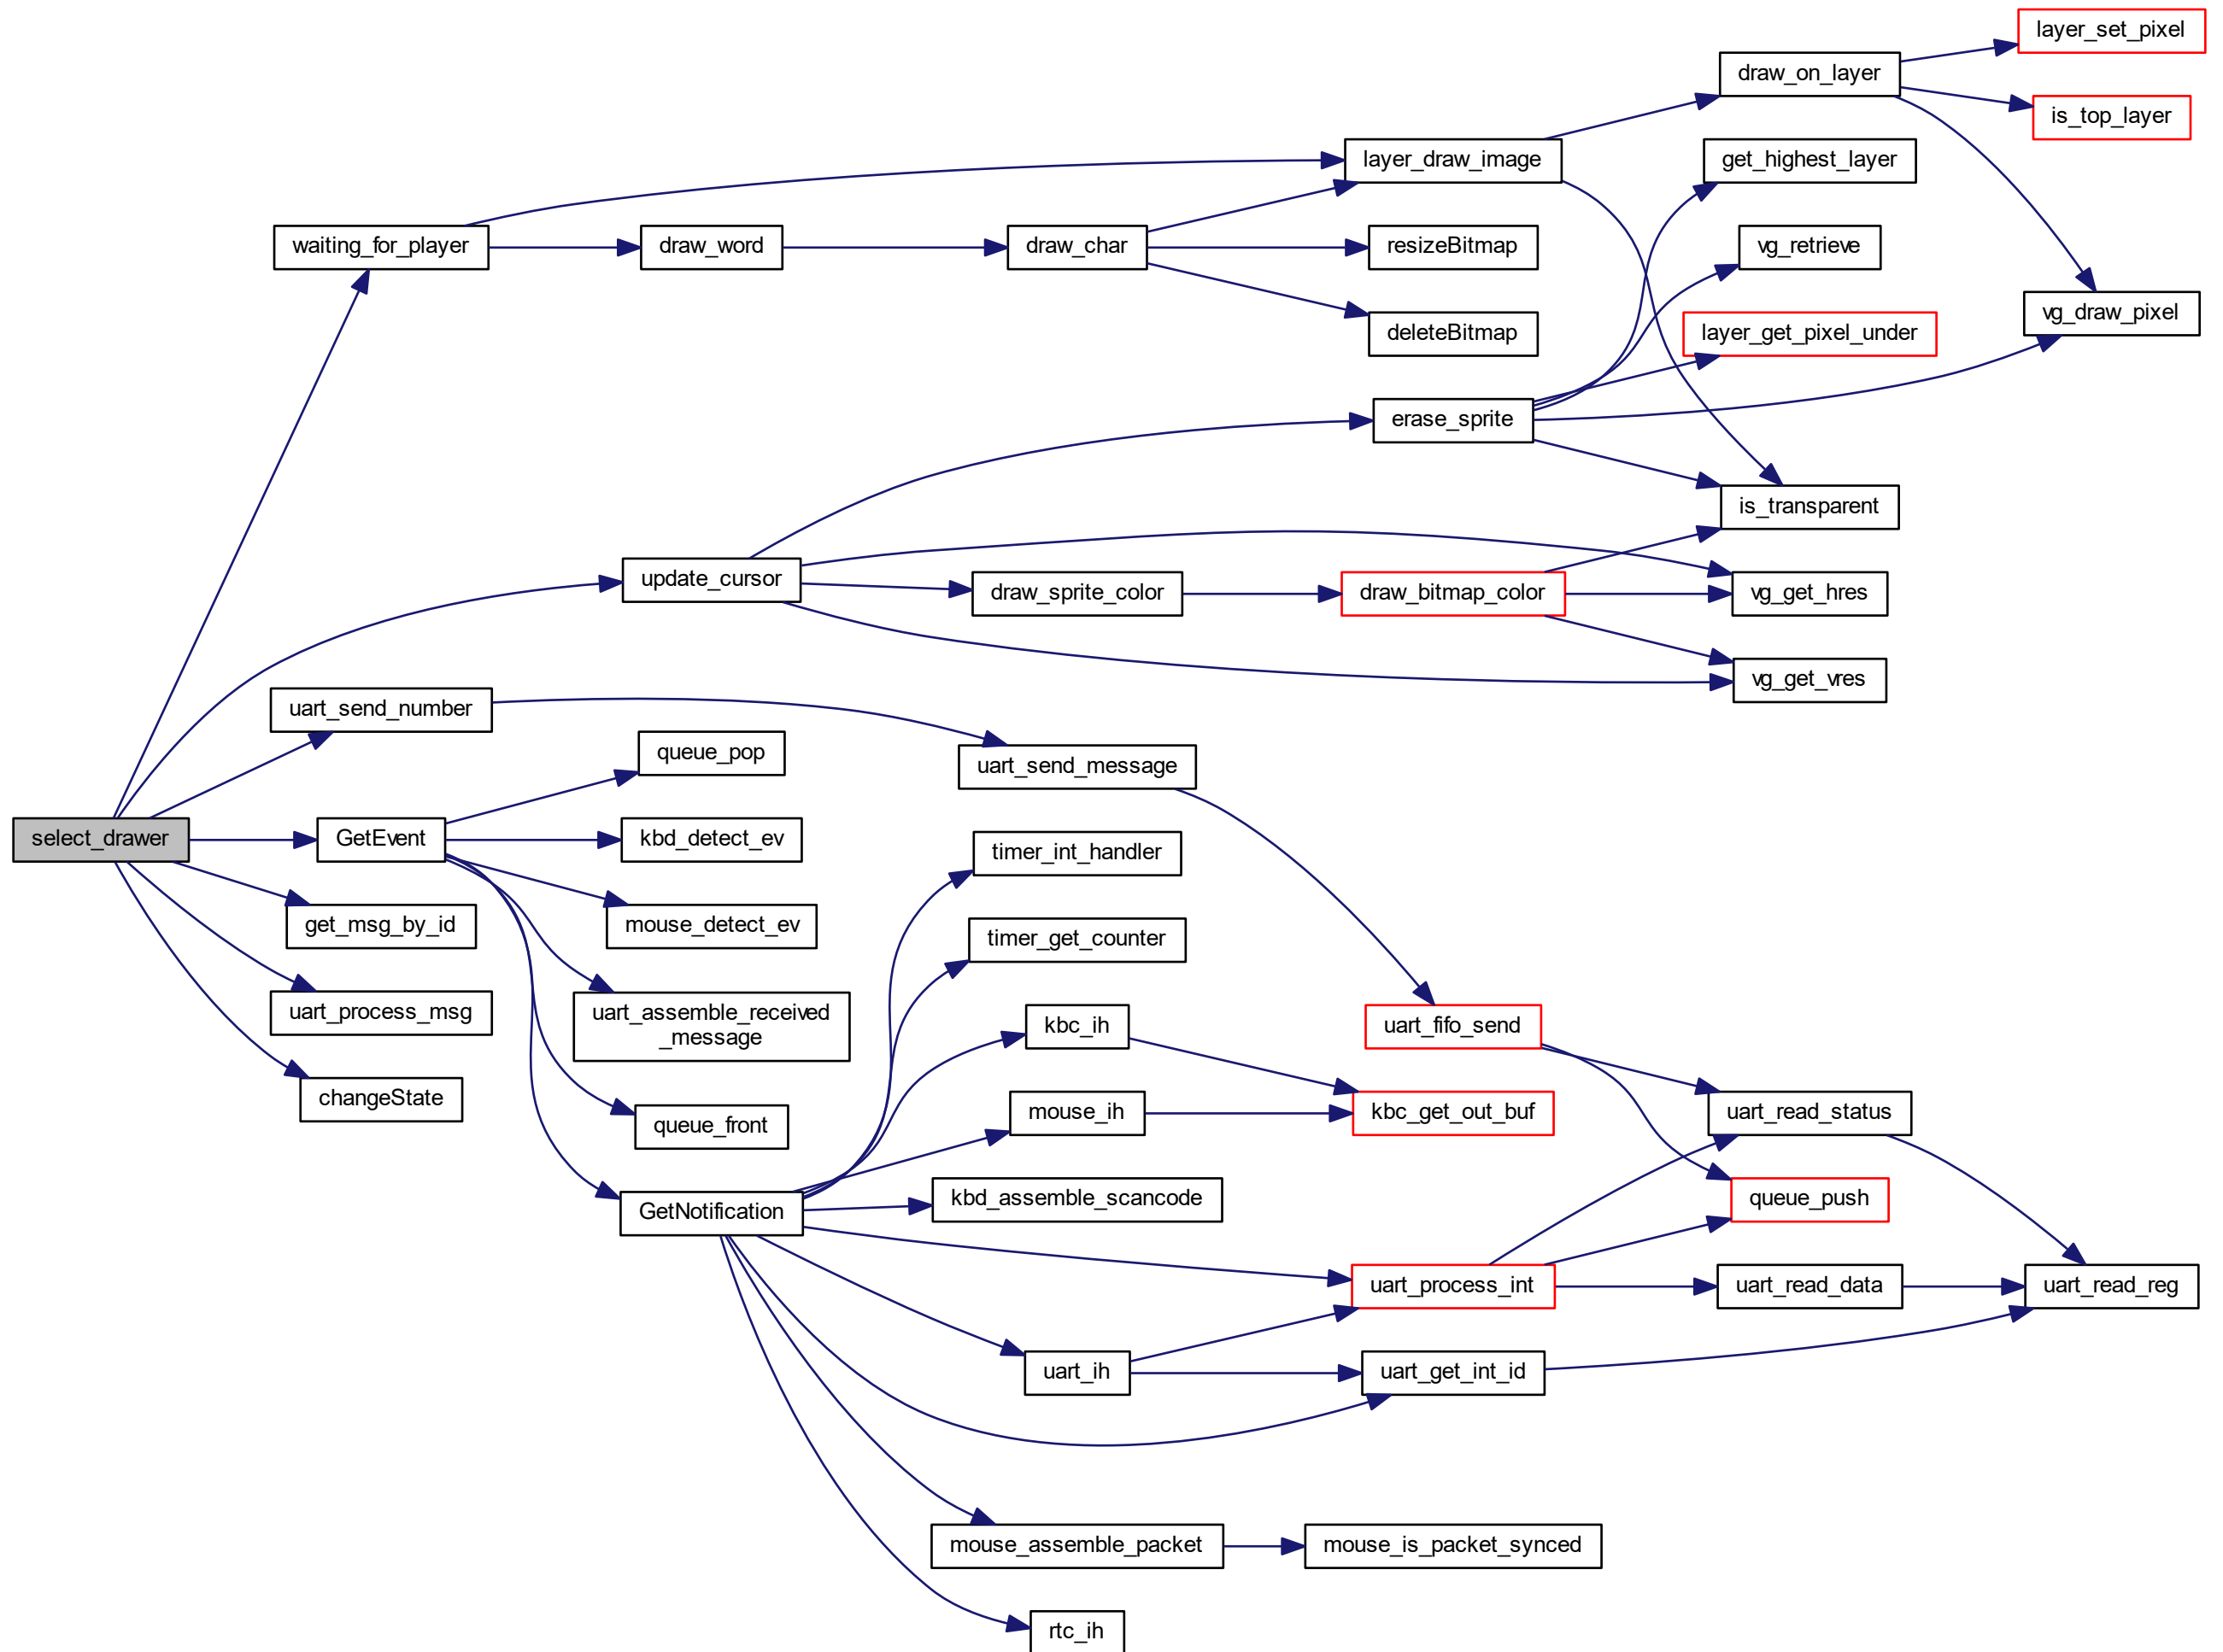 layer_set_pixel
draw_on_layer
is_top_layer
layer_draw_image
get_highest_layer
waiting_for_player
draw_word
draw_char
resizeBitmap
vg_retrieve
vg_draw_pixel
deleteBitmap
layer_get_pixel_under
erase_sprite
is_transparent
update_cursor
draw_sprite_color
draw_bitmap_color
vg_get_hres
vg_get_vres
uart_send_number
queue_pop
uart_send_message
select_drawer
GetEvent
kbd_detect_ev
timer_int_handler
get_msg_by_id
mouse_detect_ev
timer_get_counter
uart_process_msg
uart_assemble_received
_message
kbc_ih
uart_fifo_send
changeState
queue_front
mouse_ih
kbc_get_out_buf
uart_read_status
GetNotification
kbd_assemble_scancode
queue_push
uart_process_int
uart_read_data
uart_read_reg
uart_ih
uart_get_int_id
mouse_assemble_packet
mouse_is_packet_synced
rtc_ih